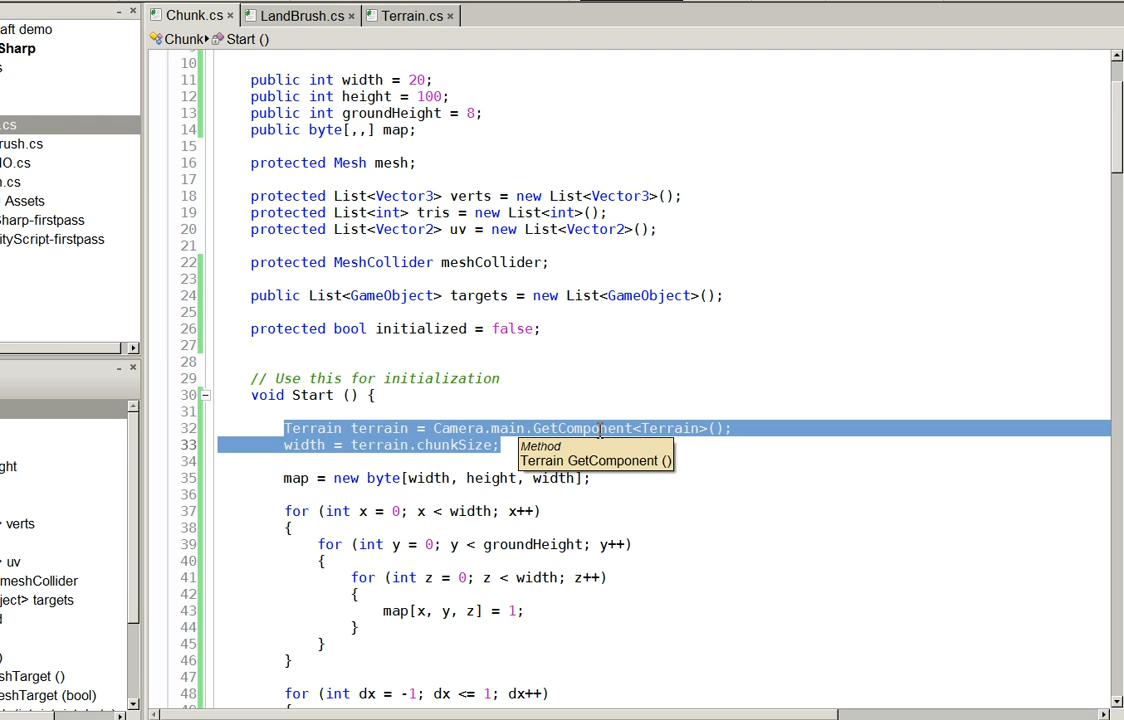 Chunk.cs × LandBrush.cs × Terrain.cs ×
Chunk Start ()
aft demo
Sharp
s
.cs
rush.cs
IO.cs
n.cs
Assets
Sharp-firstpass
ityScript-firstpass
ght
> verts
> uv
meshCollider
ject> targets
d
)
shTarget ()
eshTarget (bool)
10
11 public int width = 20;
12 public int height = 100;
13 public int groundHeight = 8;
14 public byte[,,] map;
15
16 protected Mesh mesh;
17
18 protected List<Vector3> verts = new List<Vector3>();
19 protected List<int> tris = new List<int>();
20 protected List<Vector2> uv = new List<Vector2>();
21
22 protected MeshCollider meshCollider;
23
24 public List<GameObject> targets = new List<GameObject>();
25
26 protected bool initialized = false;
27
28
29 // Use this for initialization
30 void Start () {
31
32 Terrain terrain = Camera.main.GetComponent<Terrain>();
33 width = terrain.chunkSize;
Method
Terrain GetComponent ()
34
35 map = new byte[width, height, width];
36
37 for (int x = 0; x < width; x++)
38 {
39 for (int y = 0; y < groundHeight; y++)
40 {
41 for (int z = 0; z < width; z++)
42 {
43 map[x, y, z] = 1;
44 }
45 }
46 }
47
48 for (int dx = -1; dx <= 1; dx++)